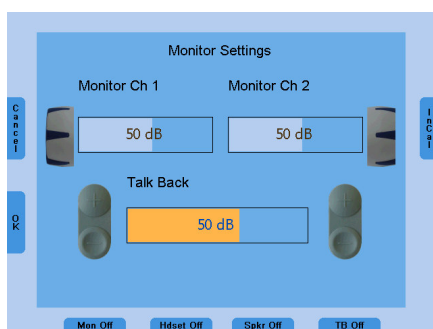 Monitor Settings
Monitor Ch 1
Monitor Ch 2
Cancel
InCal
50 dB
50 dB
Talk Back
OK
50 dB
Mon Off
Hdset Off
Spkr Off
TB Off